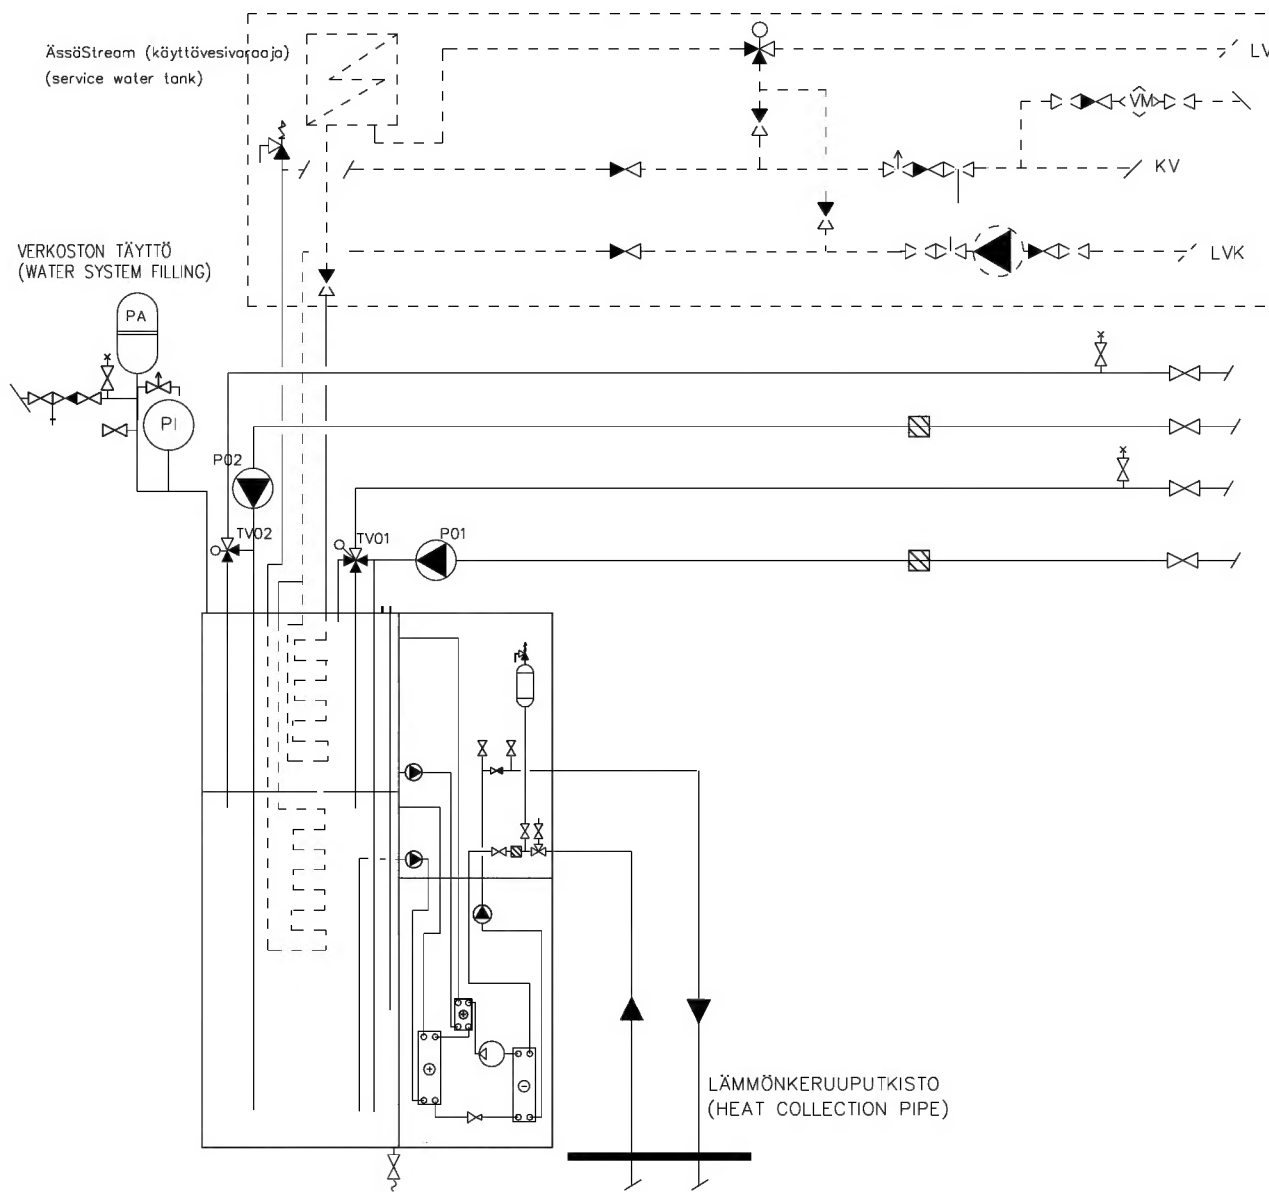 ÄssäStream (käyttövesivaraaja)
(service water tank)
LV
VM
KV
LVK
VERKOSTON TÄYTTÖ
(WATER SYSTEM FILLING)
PA
PI
P02
TV02
TV01
P01
LÄMMÖNKERUUPUTKISTO
(HEAT COLLECTION PIPE)